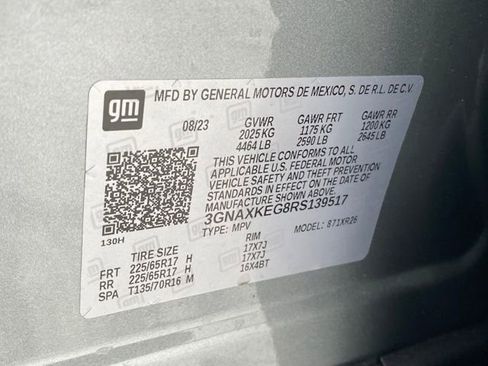 gm
MFD BY GENERAL MOTORS DE MEXICO, S. DE R.L. DE C.V.
08/23 GVWR GAWR FRT GAWR RR
2025 KG 1175 KG 1200 KG
4464 LB 2590 LB 2645 LB
THIS VEHICLE CONFORMS TO ALL
APPLICABLE U.S. FEDERAL MOTOR
VEHICLE SAFETY AND THEFT PREVENTION
STANDARDS IN EFFECT ON THE DATE OF
MANUFACTURE SHOWN ABOVE.
3GNAXKEG8RS139517
130H TYPE: MPV MODEL: 871XR26
TIRE SIZE RIM
FRT 225/65R17 H 17X7J
RR 225/65R17 H 17X7J
SPA T135/70R16 M 16X4BT